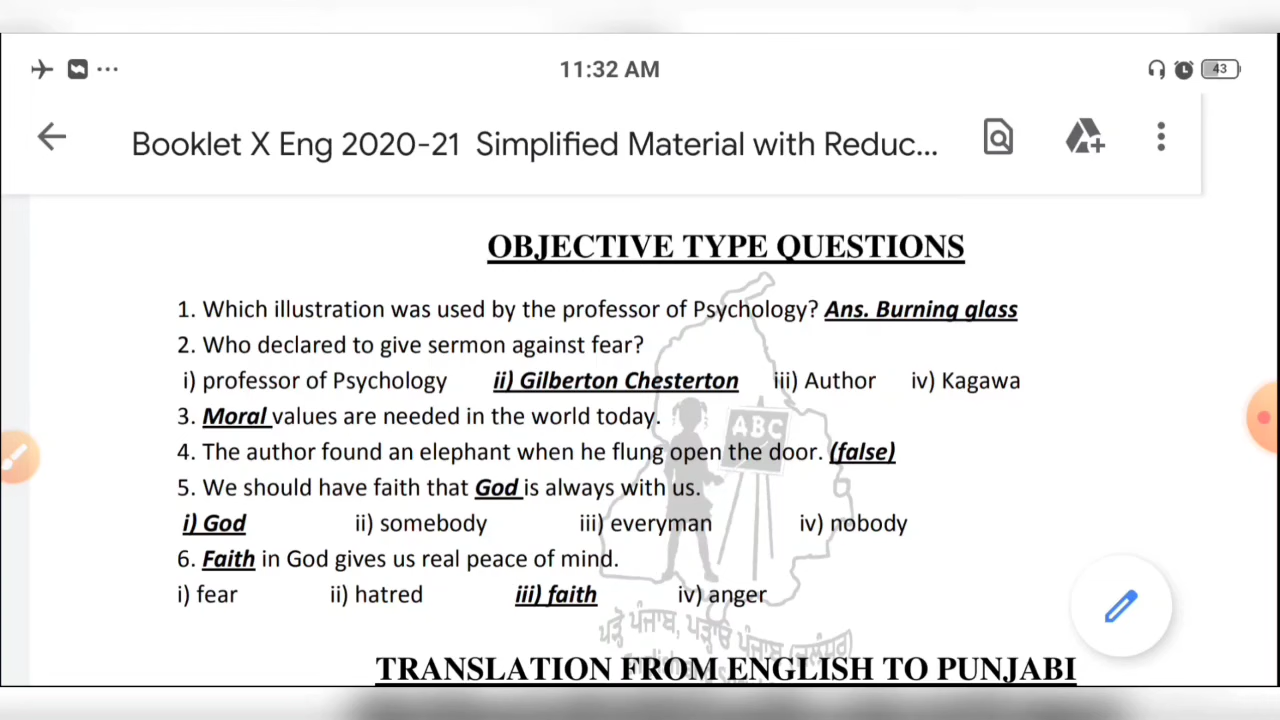 11:32 AM
43
Booklet X Eng 2020-21 Simplified Material with Reduc...
OBJECTIVE TYPE QUESTIONS
1. Which illustration was used by the professor of Psychology? Ans. Burning glass
2. Who declared to give sermon against fear?
i) professor of Psychology ii) Gilberton Chesterton iii) Author iv) Kagawa
3. Moral values are needed in the world today.
ABC
4. The author found an elephant when he flung open the door. (false)
5. We should have faith that God is always with us.
i) God ii) somebody iii) everyman iv) nobody
6. Faith in God gives us real peace of mind.
i) fear ii) hatred iii) faith iv) anger
ਪੜੋ ਪੰਜਾਬ, ਪੜ੍ਹਾਓ ਪੰਜਾਬ (ਜਲੰਧਰ)
TRANSLATION FROM ENGLISH TO PUNJABI